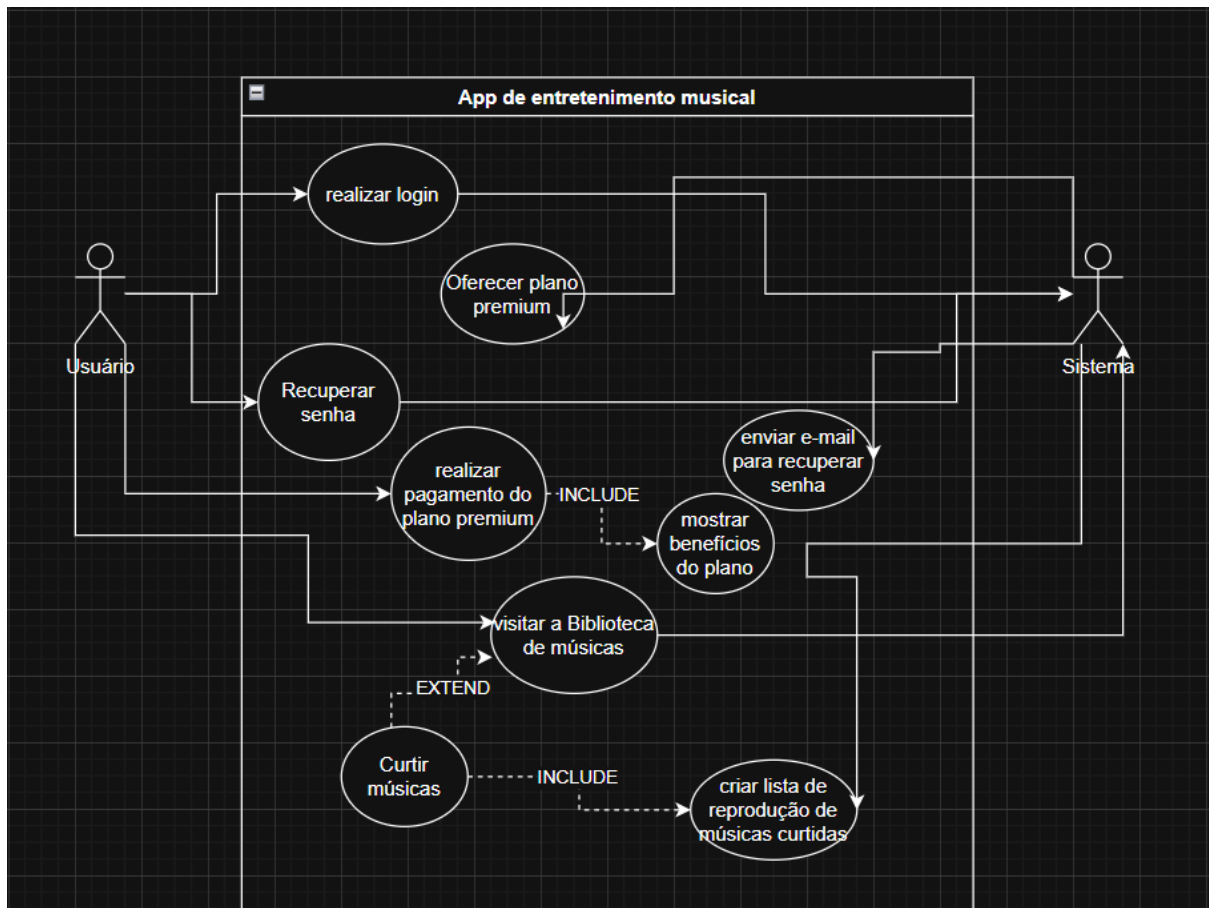 App de entretenimento musical
realizar login
Oferecer plano
premium
Usuário
Sistema
Recuperar
senha
enviar e-mail
para recuperar
senha
realizar
pagamento do
plano premium
INCLUDE
mostrar
benefícios
do plano
visitar a Biblioteca
de músicas
EXTEND
Curtir
músicas
INCLUDE
criar lista de
reprodução de
músicas curtidas